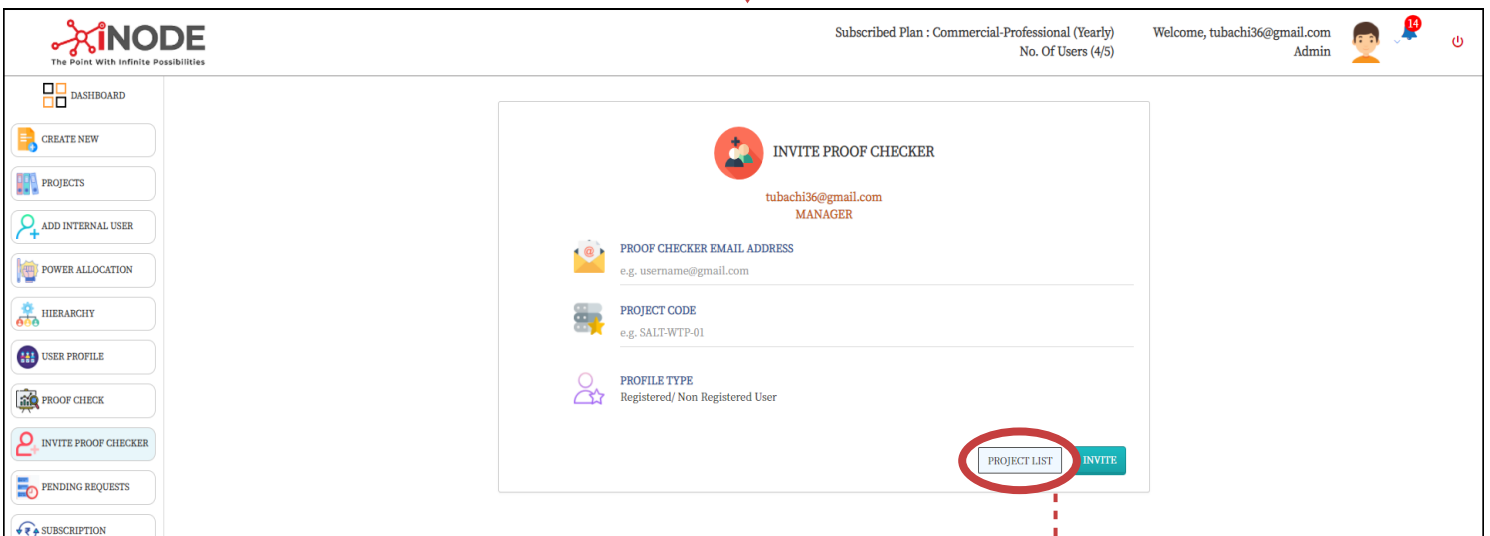 iNODE
The Point With Infinite Possibilities
Subscribed Plan : Commercial-Professional (Yearly)
No. Of Users (4/5)
Welcome, tubachi36@gmail.com
Admin
14
DASHBOARD
CREATE NEW
PROJECTS
ADD INTERNAL USER
POWER ALLOCATION
HIERARCHY
USER PROFILE
PROOF CHECK
INVITE PROOF CHECKER
PENDING REQUESTS
SUBSCRIPTION
INVITE PROOF CHECKER
tubachi36@gmail.com
MANAGER
PROOF CHECKER EMAIL ADDRESS
e.g. username@gmail.com
PROJECT CODE
e.g. SALT-WTP-01
PROFILE TYPE
Registered/ Non Registered User
PROJECT LIST
INVITE